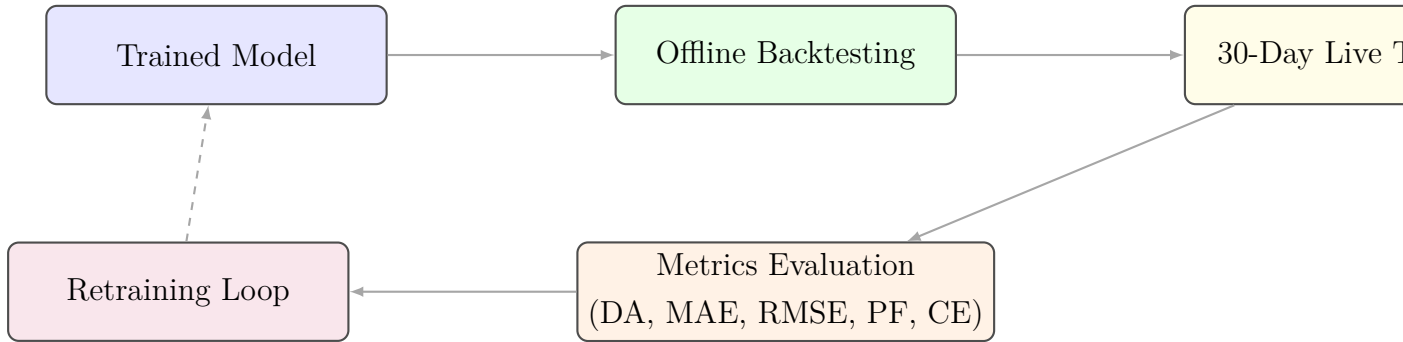 Trained Model
Offline Backtesting
30-Day Live
Metrics Evaluation
(DA, MAE, RMSE, PF, CE)
Retraining Loop